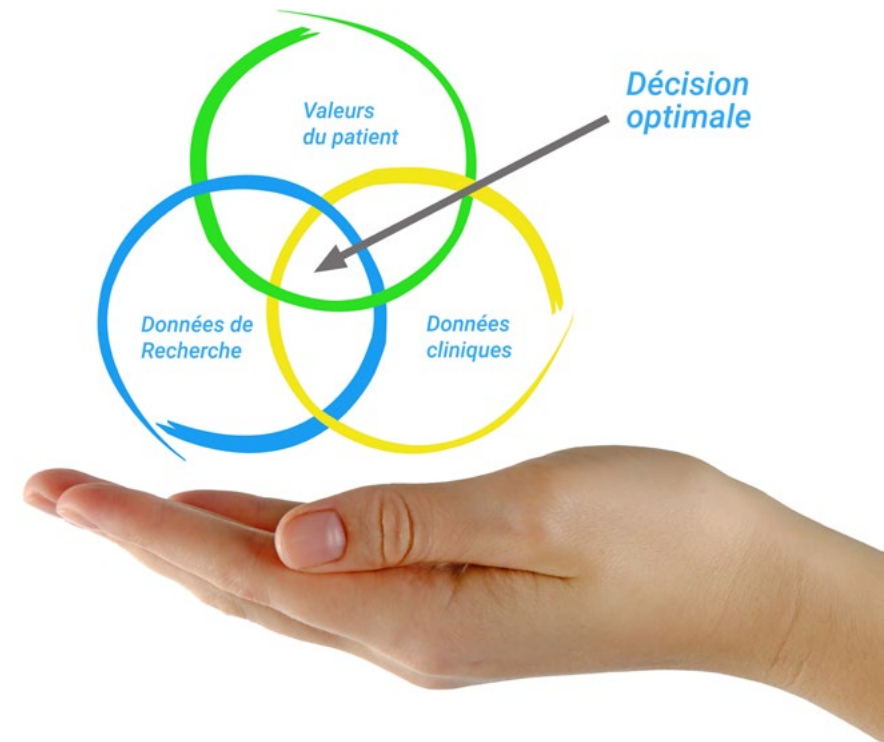 Valeurs
du patient
Décision
optimale
Données de
Recherche
Données
cliniques